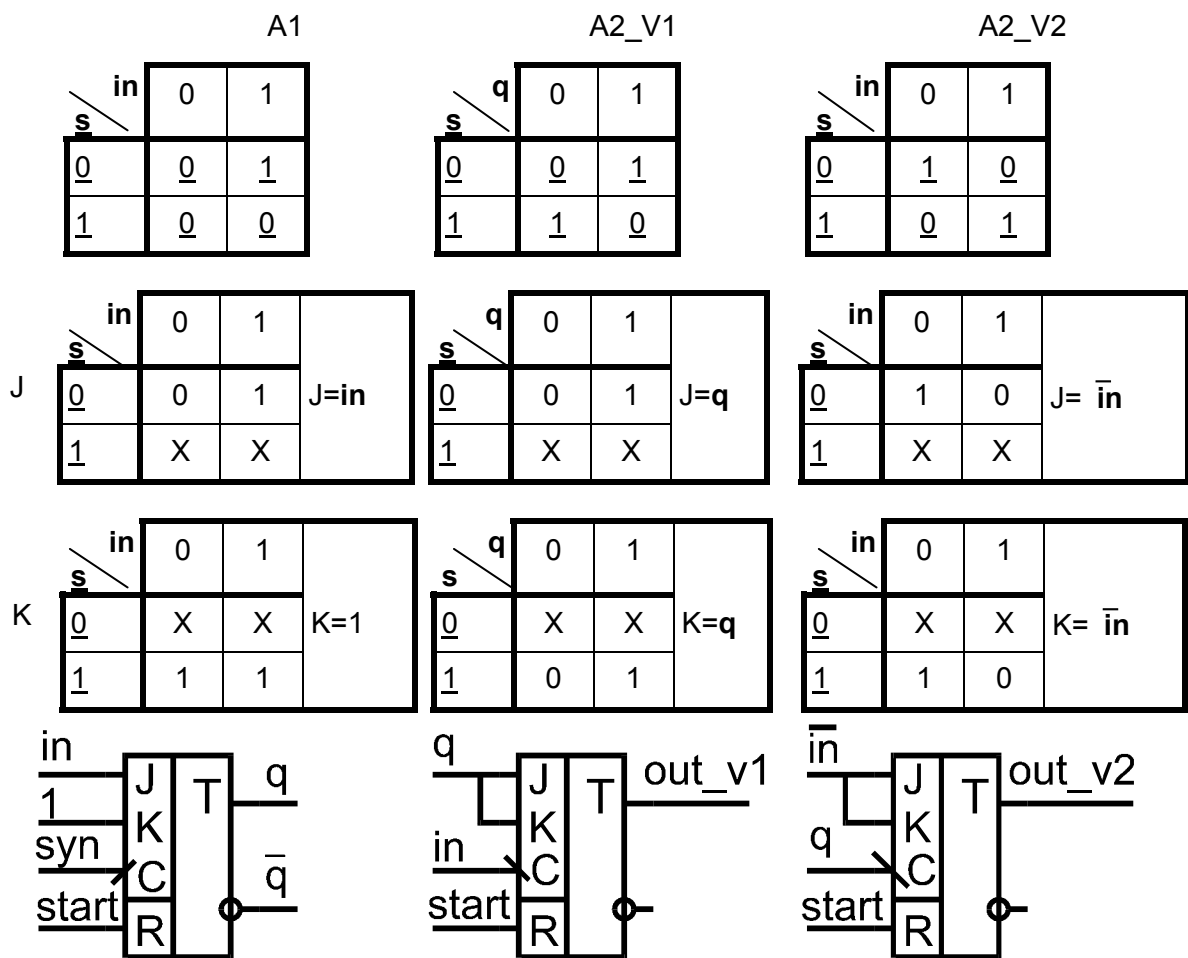 A1 A2_V1 A2_V2
in 0 1 q 0 1 in 0 1
s s s
0 0 1 0 0 1 0 1 0
1 0 0 1 1 0 1 0 1
in 0 1 q 0 1 in 0 1
s s s
J 0 0 1 J=in 0 0 1 J=q 0 1 0 J= i̅n̅
1 X X 1 X X 1 X X
in 0 1 q 0 1 in 0 1
s s s
K 0 X X K=1 0 X X K=q 0 X X K= i̅n̅
1 1 1 1 0 1 1 1 0
in J T q q J T out_v1 i̅n̅ J T out_v2
1 K K K
syn C q̅ in C q C
start R start R start R